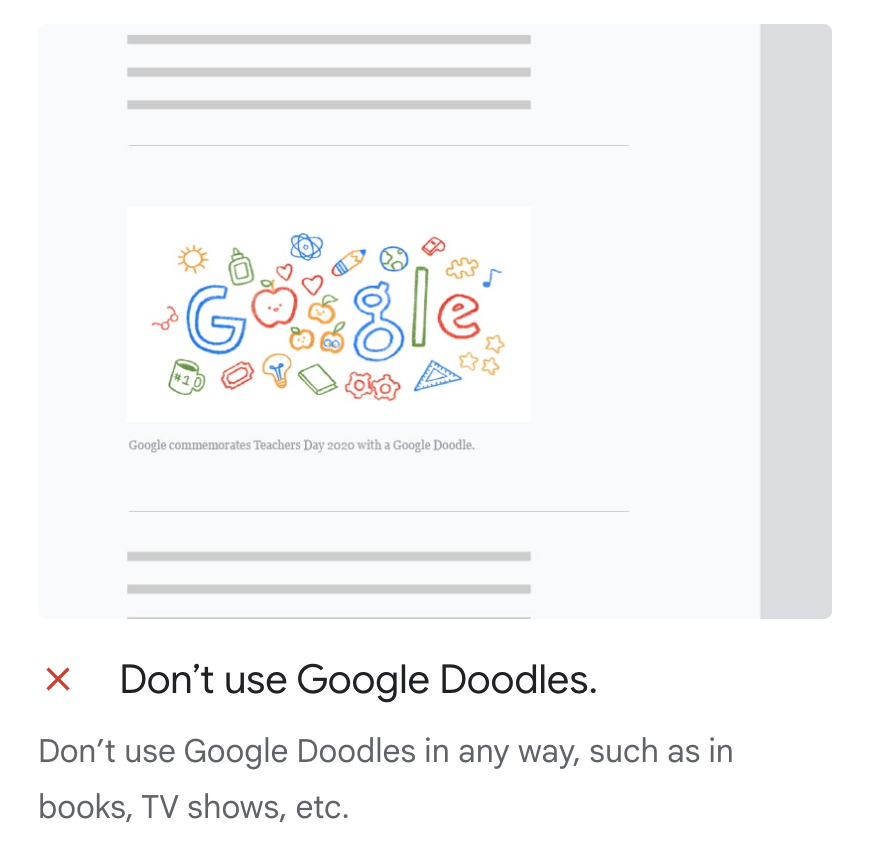 Google
#1
Google commemorates Teachers Day 2020 with a Google Doodle.
Don’t use Google Doodles.
Don’t use Google Doodles in any way, such as in
books, TV shows, etc.